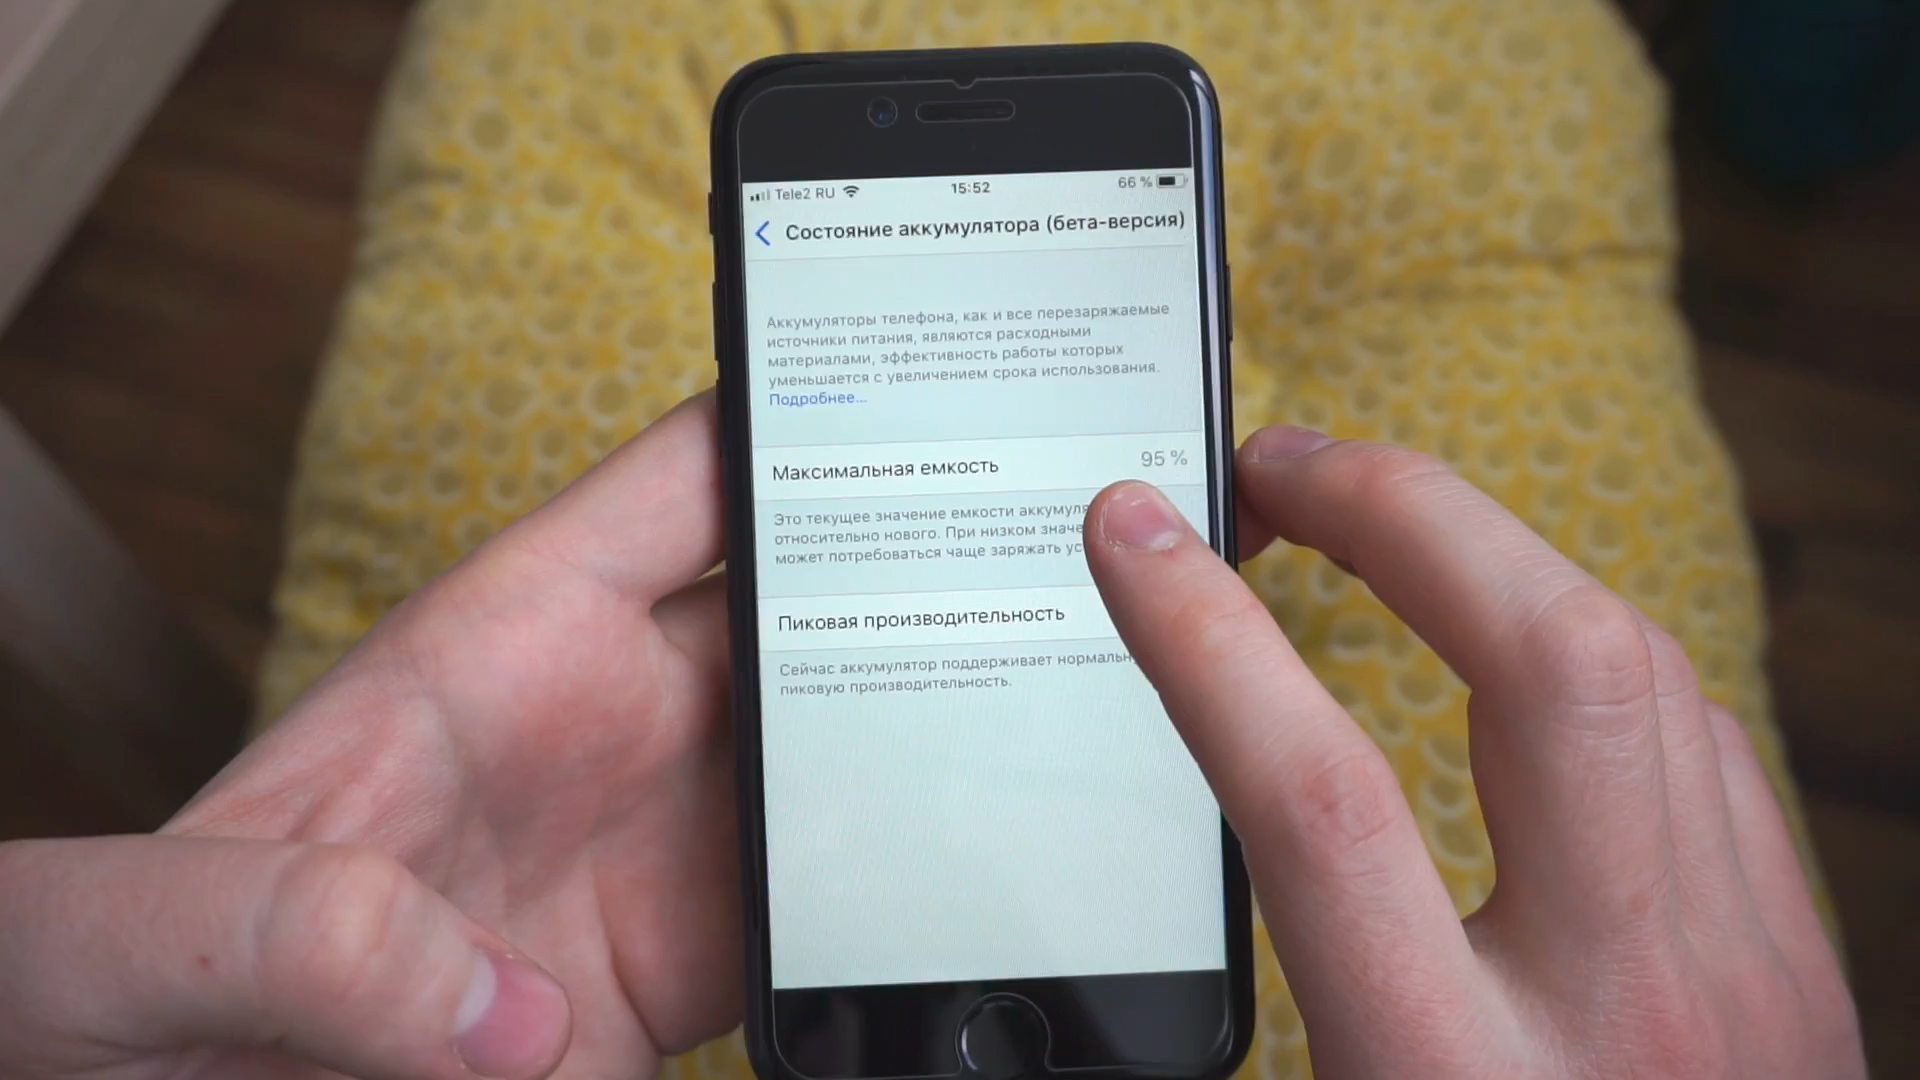 Tele2 RU 15:52 66 %
Состояние аккумулятора (бета-версия)
Аккумуляторы телефона, как и все перезаряжаемые
источники питания, являются расходными
материалами, эффективность работы которых
уменьшается с увеличением срока использования.
Подробнее...
Максимальная емкость 95 %
Это текущее значение емкости
относительно нового. При низком
может потребоваться чаще заряжать
Пиковая производительность
Сейчас аккумулятор поддерживает
пиковую производительность.